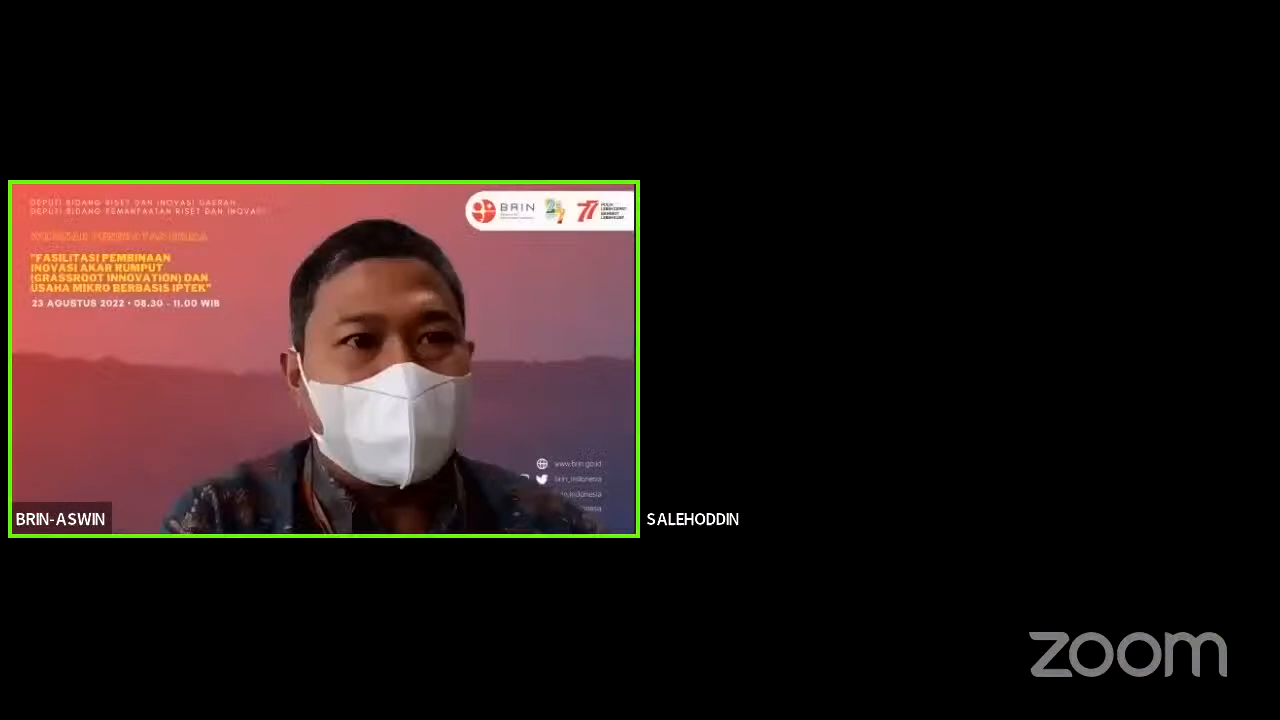 DEPUTI BIDANG RISET DAN INOVASI DAERAH
DEPUTI BIDANG PEMANFAATAN RISET DAN INOVASI
BRIN
77
"FASILITASI PEMBINAAN
INOVASI AKAR RUMPUT
(GRASSROOT INNOVATION) DAN
USAHA MIKRO BERBASIS IPTEK"
23 AGUSTUS 2022 • 08.30 - 11.00 WIB
www.brin.go.id
brin_indonesia
BRIN-ASWIN
SALEHODDIN
zoom